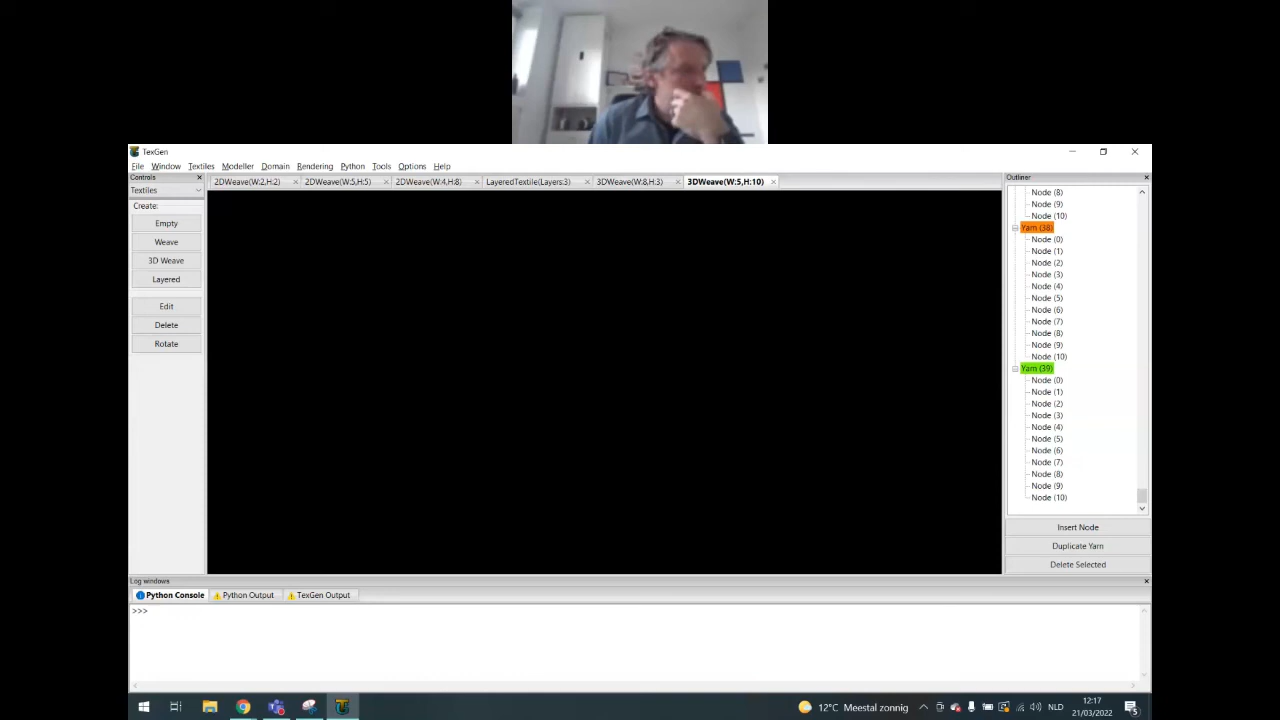 TexGen
File Window Textiles Modeller Domain Rendering Python Tools Options Help
Controls
Textiles
Create:
Empty
Weave
3D Weave
Layered
Edit
Delete
Rotate
2DWeave(W:2,H:2) 2DWeave(W:5,H:5) 2DWeave(W:4,H:8) LayeredTextile(Layers:3) 3DWeave(W:8,H:3) 3DWeave(W:5,H:10)
Outliner
Node (8)
Node (9)
Node (10)
Yarn (38)
Node (0)
Node (1)
Node (2)
Node (3)
Node (4)
Node (5)
Node (6)
Node (7)
Node (8)
Node (9)
Node (10)
Yarn (39)
Node (0)
Node (1)
Node (2)
Node (3)
Node (4)
Node (5)
Node (6)
Node (7)
Node (8)
Node (9)
Node (10)
Insert Node
Duplicate Yarn
Delete Selected
Log windows
Python Console Python Output TexGen Output
>>>
12°C Meestal zonnig
NLD
12:17
21/03/2022
5